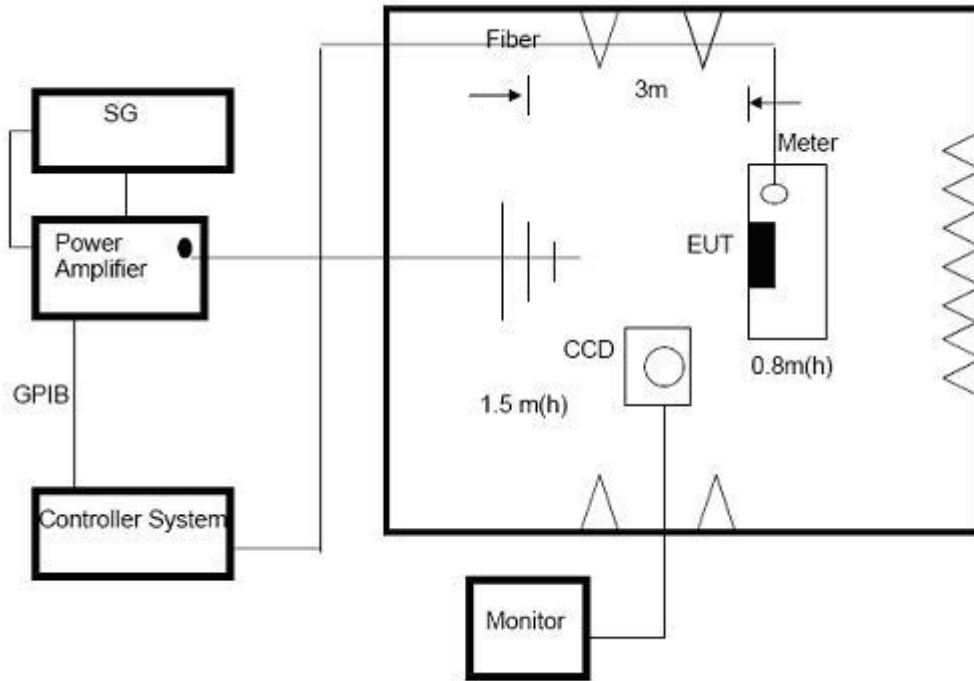 Fiber
3m
SG
Meter
Power
Amplifier
EUT
CCD
0.8m(h)
GPIB
1.5 m(h)
Controller System
Monitor